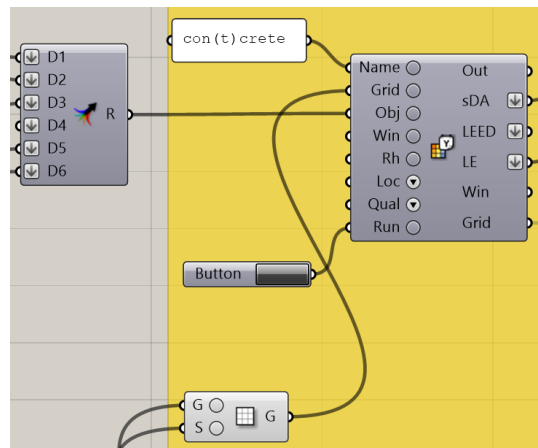 con(t)crete
D1
D2
D3
D4
D5
D6
R
Name
Grid
Obj
Win
Rh
Loc
Qual
Run
Y
Out
sDA
LEED
LE
Win
Grid
Button
G
S
G